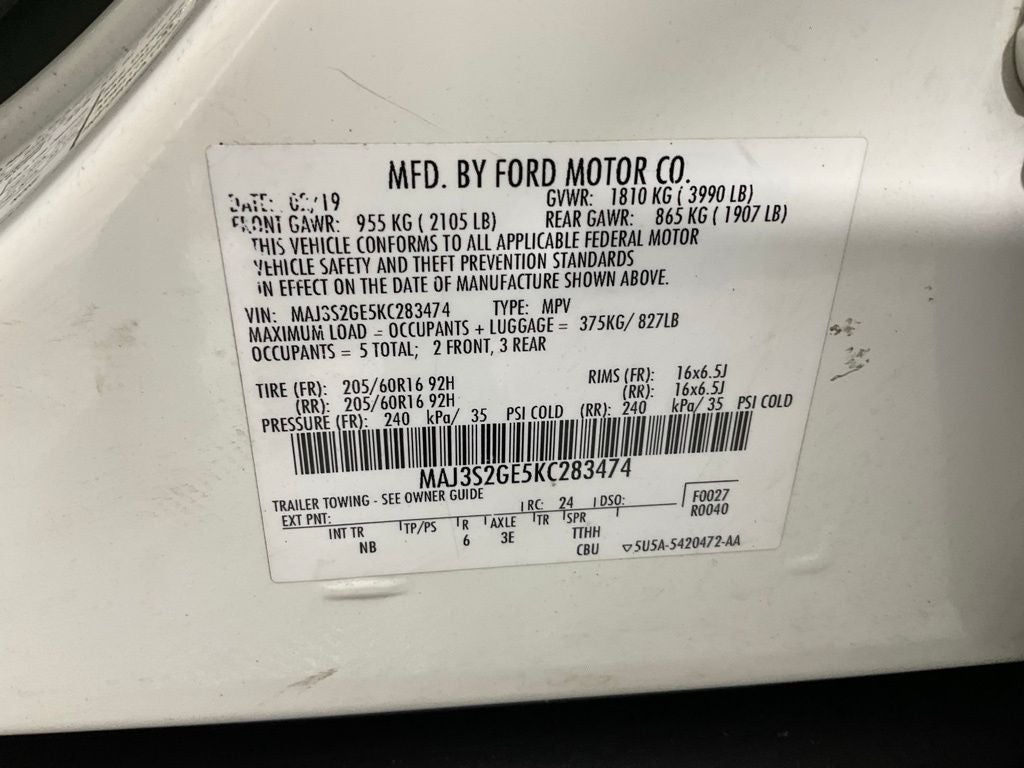 MFD. BY FORD MOTOR CO.
DATE: /19 GVWR: 1810 KG ( 3990 LB)
FRONT GAWR: 955 KG ( 2105 LB) REAR GAWR: 865 KG ( 1907 LB)
THIS VEHICLE CONFORMS TO ALL APPLICABLE FEDERAL MOTOR
VEHICLE SAFETY AND THEFT PREVENTION STANDARDS
IN EFFECT ON THE DATE OF MANUFACTURE SHOWN ABOVE.
VIN: MAJ3S2GE5KC283474 TYPE: MPV
MAXIMUM LOAD = OCCUPANTS + LUGGAGE = 375KG/ 827LB
OCCUPANTS = 5 TOTAL; 2 FRONT, 3 REAR
TIRE (FR): 205/60R16 92H RIMS (FR): 16x6.5J
(RR): 205/60R16 92H (RR): 16x6.5J
PRESSURE (FR): 240 kPa/ 35 PSI COLD (RR): 240 kPa/ 35 PSI COLD
MAJ3S2GE5KC283474
TRAILER TOWING - SEE OWNER GUIDE
EXT PNT: RC: 24 DSO: F0027
R0040
INT TR TP/PS R AXLE TR SPR
NB 6 3E TTHH
CBU ▽5U5A-5420472-AA